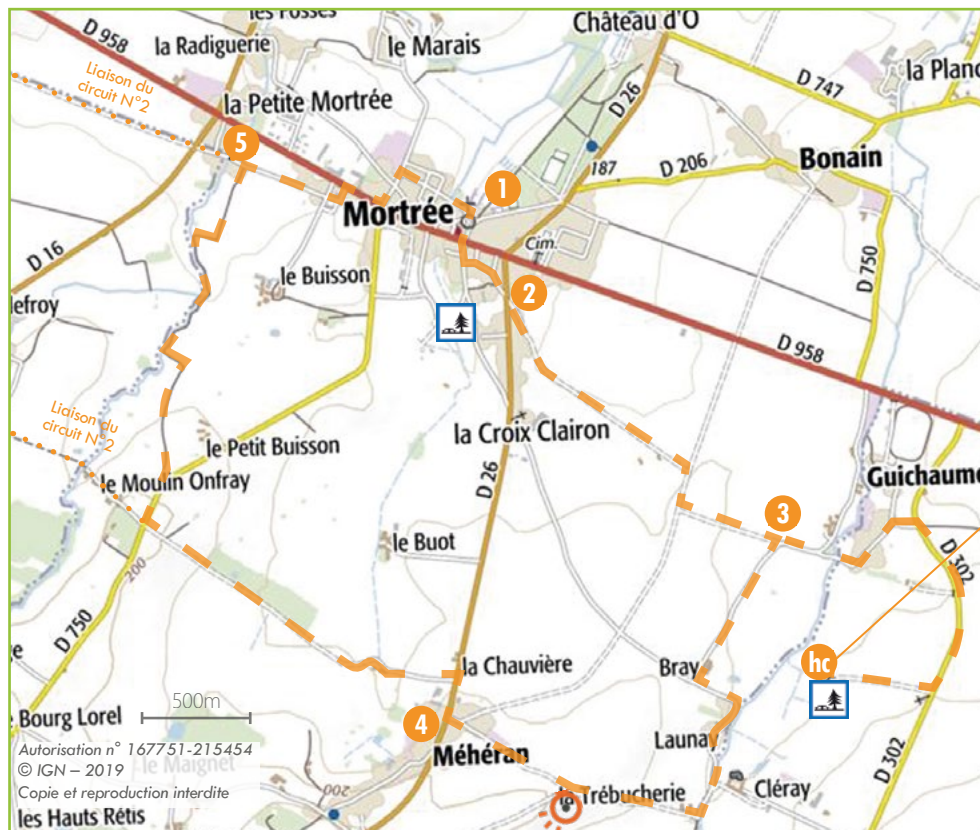 les Fossés
Château d'O
D 958
la Radiguerie
le Marais
Liaison du
circuit N°2
D 26
D 747
la Petite Mortrée
5
187
D 206
Bonain
1
Mortrée
D 16
Cim.
D 750
le Buisson
2
D 958
Liaison du
circuit N°2
la Croix Clairon
le Petit Buisson
Guichaume
le Moulin Onfray
D 26
3
le Buot
D 302
200
D 750
la Chauvière
Bray
hc
500m
Bourg Lorel
4
Launay
Autorisation n° 167751-215454
© IGN – 2019
Copie et reproduction interdite
le Maignet
Méhéran
D 302
200
la Trébucherie
Cléray
les Hauts Rétis